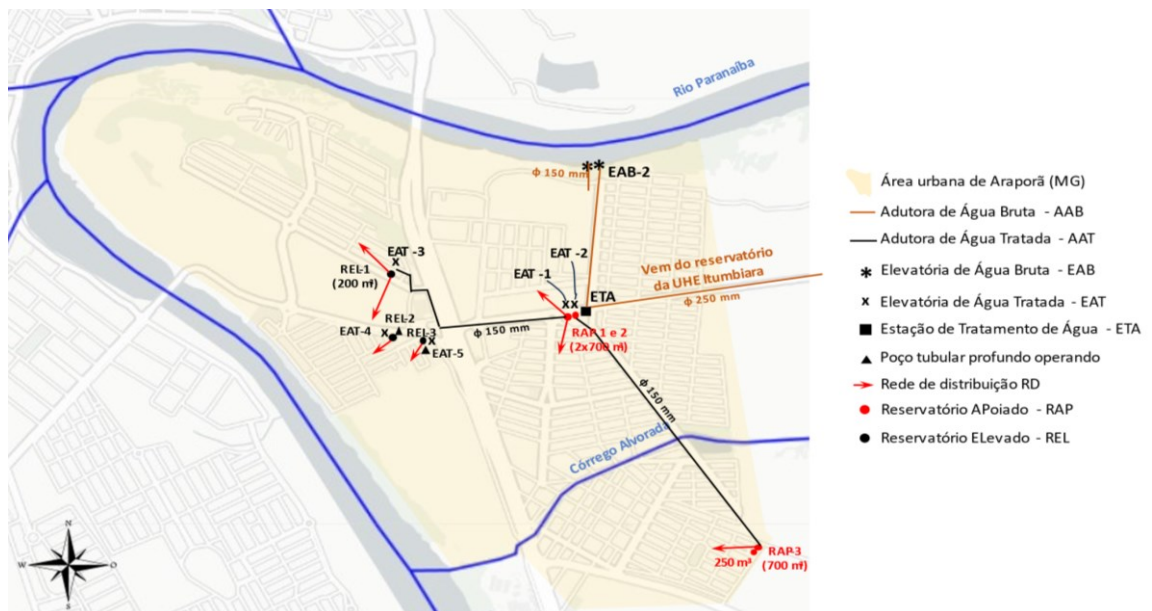 Rio Paranaíba
ϕ 150 mm
EAB-2
EAT -3
REL-1
(200 m³)
EAT -2
EAT -1
ETA
Vem do reservatório
da UHE Itumbiara
ϕ 250 mm
REL-2
EAT-4
REL-3
EAT-5
ϕ 150 mm
RAP 1 e 2
(2x700 m³)
ϕ 150 mm
Córrego Alvorada
RAP-3
(700 m³)
250 m³
N
W
O
S
Área urbana de Araporã (MG)
Adutora de Água Bruta - AAB
Adutora de Água Tratada - AAT
Elevatória de Água Bruta - EAB
Elevatória de Água Tratada - EAT
Estação de Tratamento de Água - ETA
Poço tubular profundo operando
Rede de distribuição RD
Reservatório APoiado - RAP
Reservatório ELevado - REL